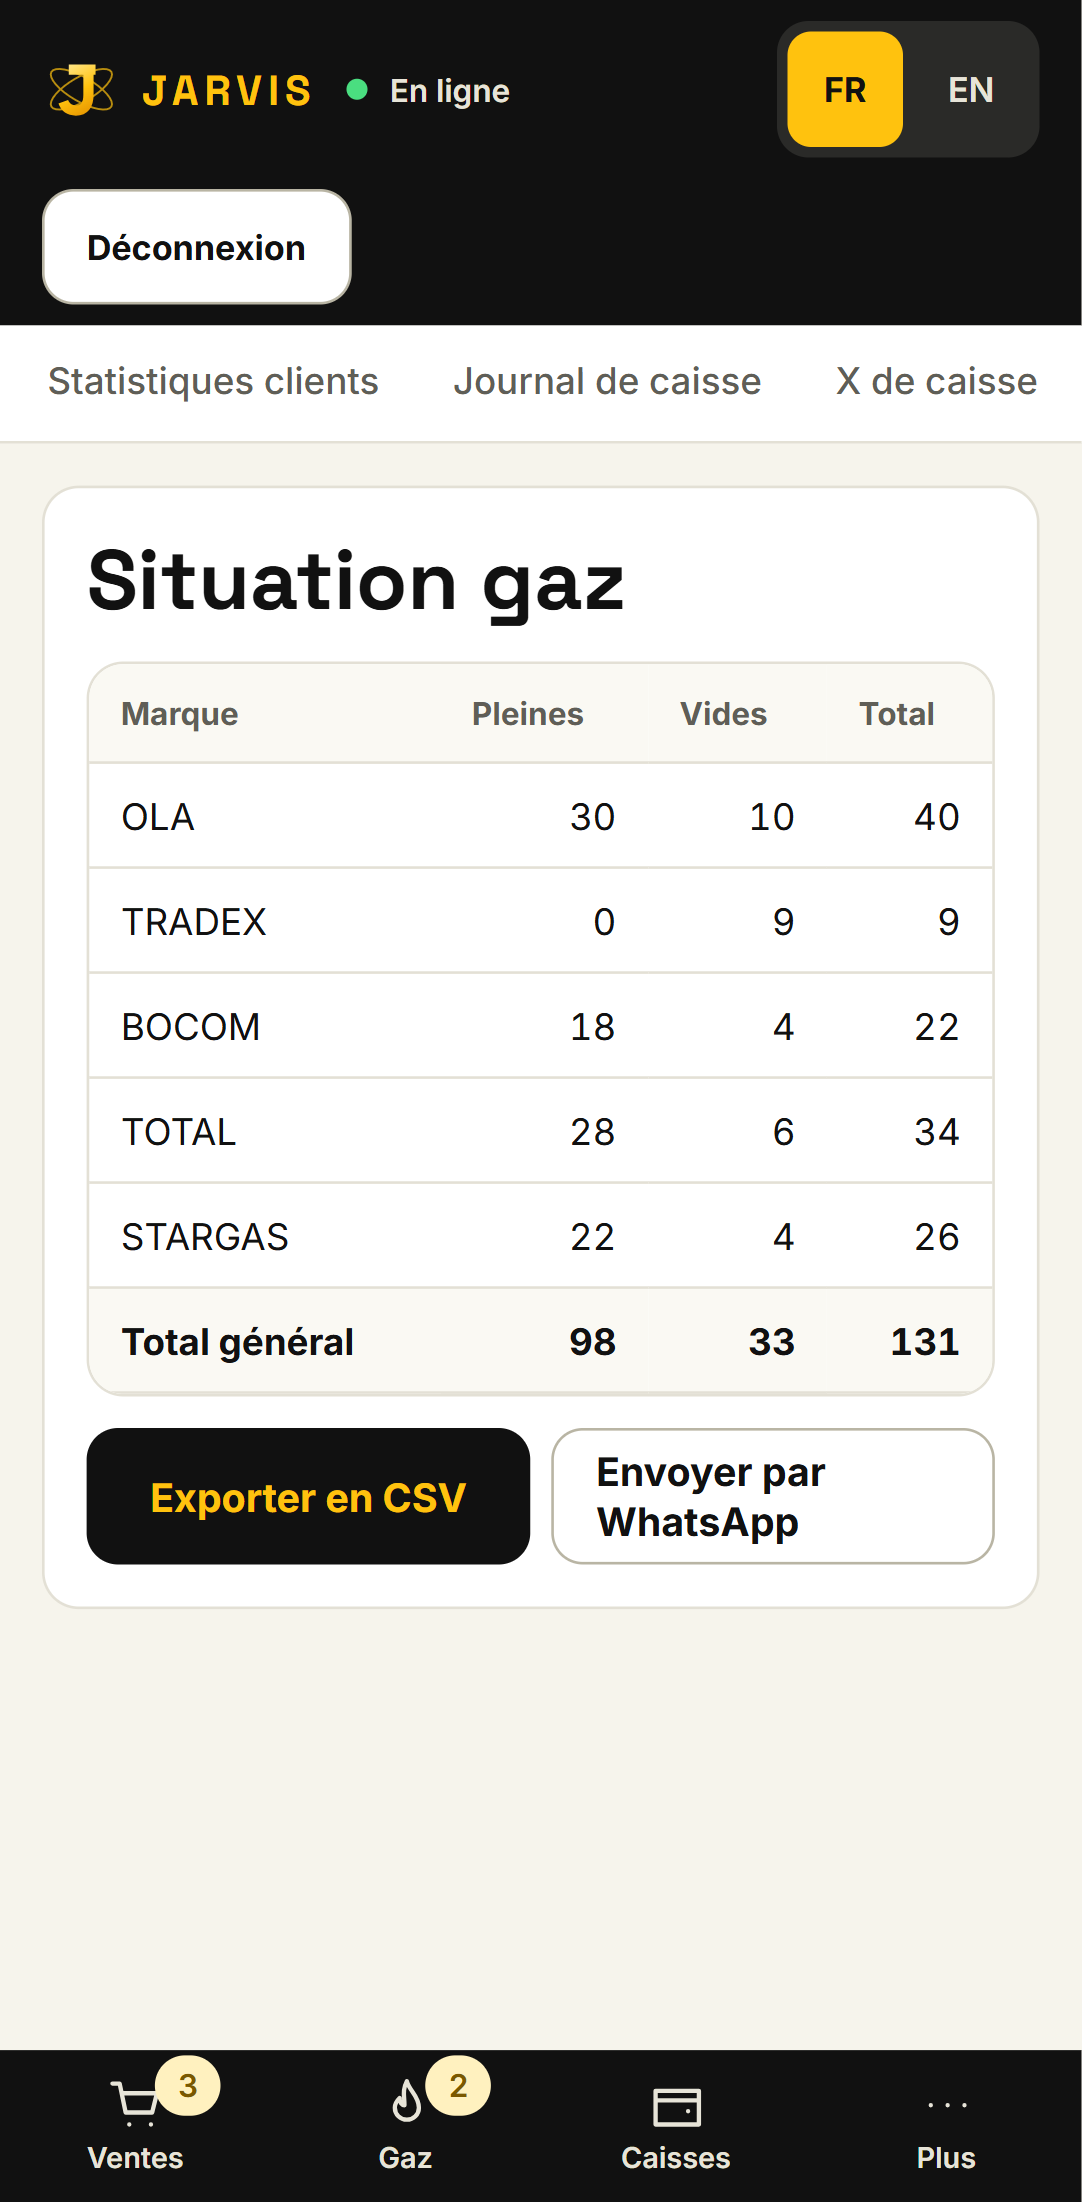 JARVIS En ligne FR EN
Déconnexion
Statistiques clients Journal de caisse X de caisse
Situation gaz
Marque Pleines Vides Total
OLA 30 10 40
TRADEX 0 9 9
BOCOM 18 4 22
TOTAL 28 6 34
STARGAS 22 4 26
Total général 98 33 131
Exporter en CSV
Envoyer par
WhatsApp
3 2
Ventes Gaz Caisses Plus